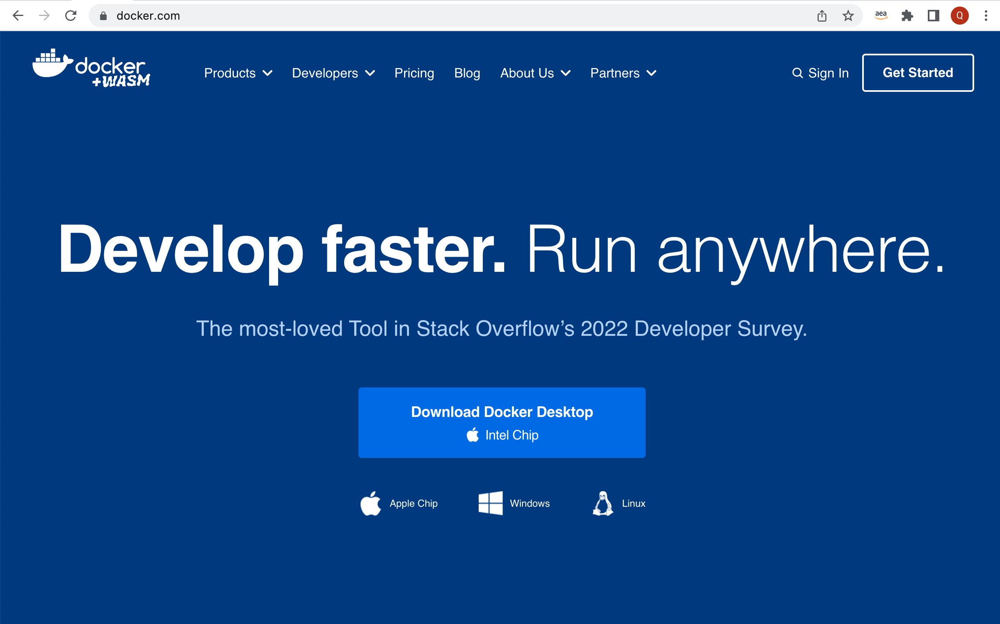 docker.com
aea
Q
docker
+WASM
Products Developers Pricing Blog About Us Partners Sign In Get Started
Develop faster. Run anywhere.
The most-loved Tool in Stack Overflow’s 2022 Developer Survey.
Download Docker Desktop
Intel Chip
Apple Chip Windows Linux